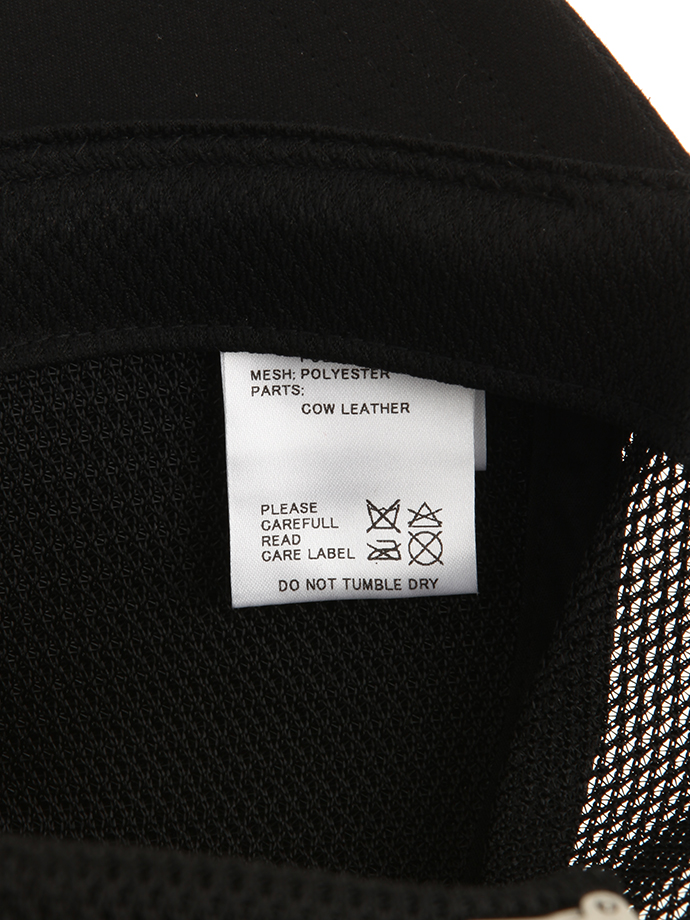 MESH: POLYESTER
PARTS:
COW LEATHER
PLEASE
CAREFULL
READ
CARE LABEL
DO NOT TUMBLE DRY